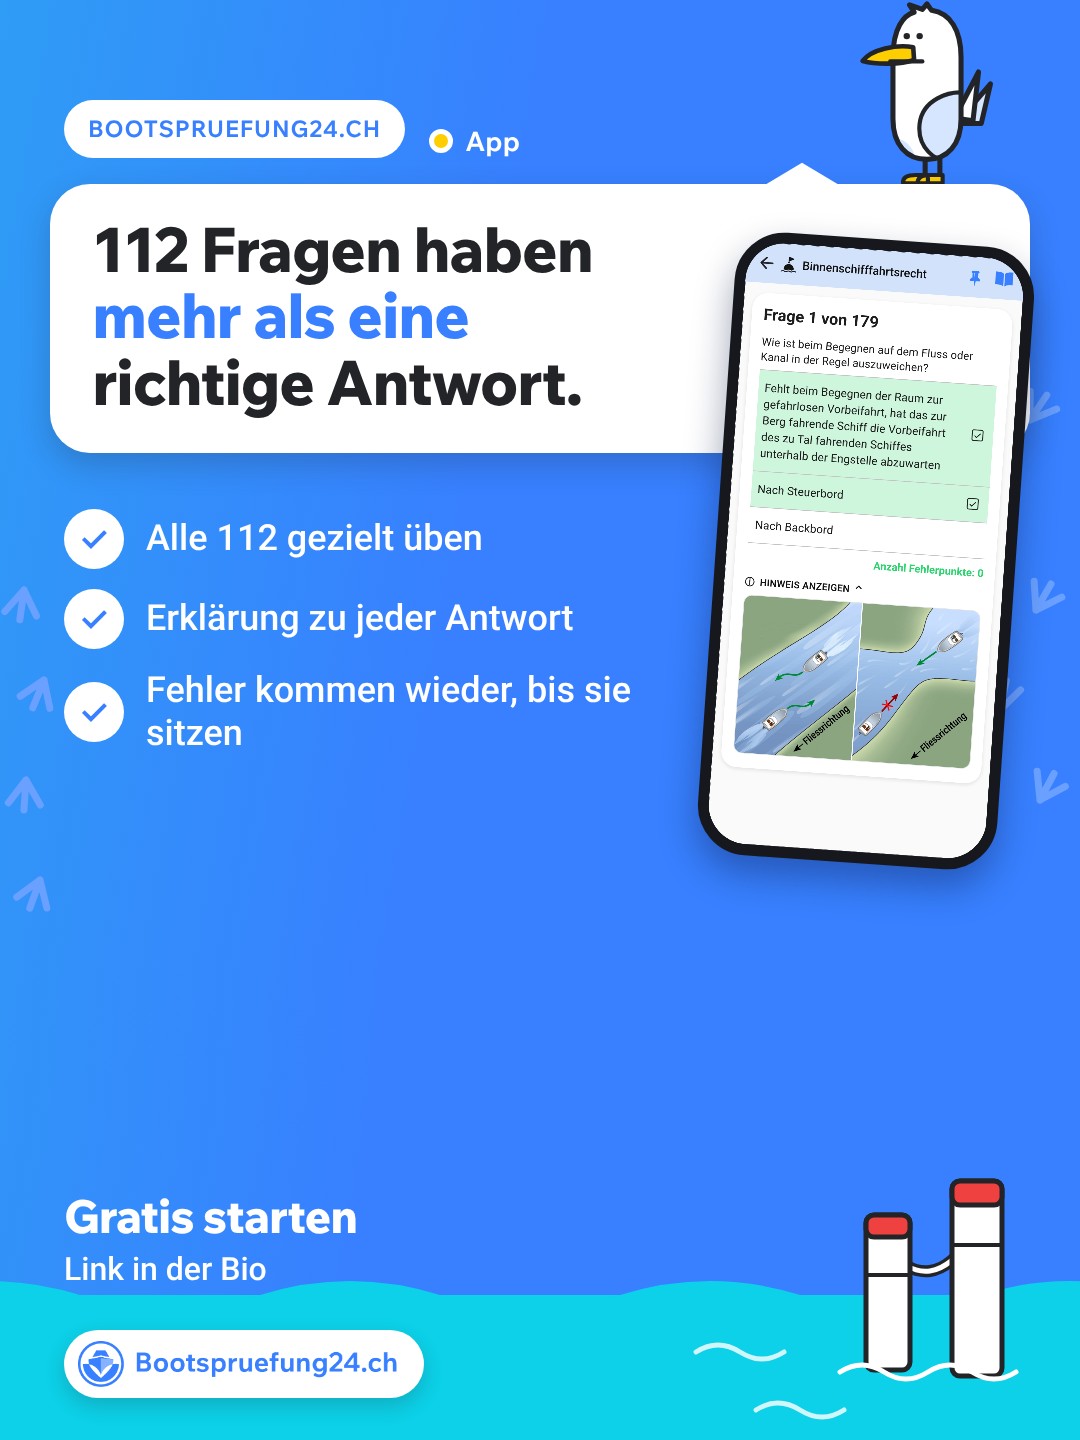 BOOTSPRUEFUNG24.CH
App
112 Fragen haben
mehr als eine
richtige Antwort.
Alle 112 gezielt üben
Erklärung zu jeder Antwort
Fehler kommen wieder, bis sie
sitzen
Binnenschifffahrtsrecht
Frage 1 von 179
Wie ist beim Begegnen auf dem Fluss oder
Kanal in der Regel auszuweichen?
Fehlt beim Begegnen der Raum zur
gefahrlosen Vorbeifahrt, hat das zur
Berg fahrende Schiff die Vorbeifahrt
des zu Tal fahrenden Schiffes
unterhalb der Engstelle abzuwarten
Nach Steuerbord
Nach Backbord
Anzahl Fehlerpunkte: 0
HINWEIS ANZEIGEN
Fliessrichtung
Fliessrichtung
Gratis starten
Link in der Bio
Bootspruefung24.ch